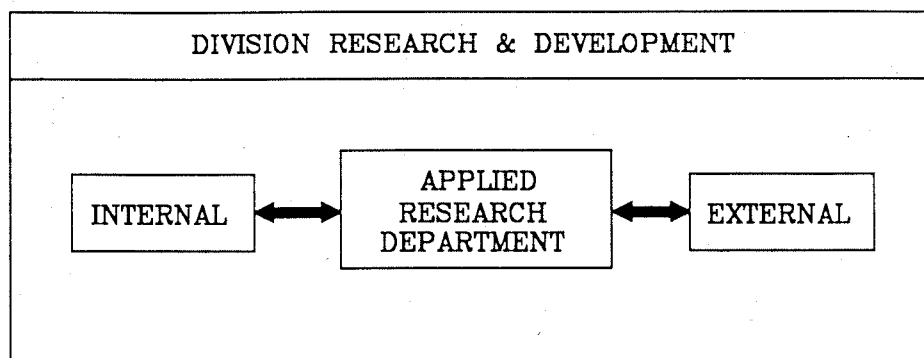 DIVISION RESEARCH & DEVELOPMENT
INTERNAL
APPLIED
RESEARCH
DEPARTMENT
EXTERNAL